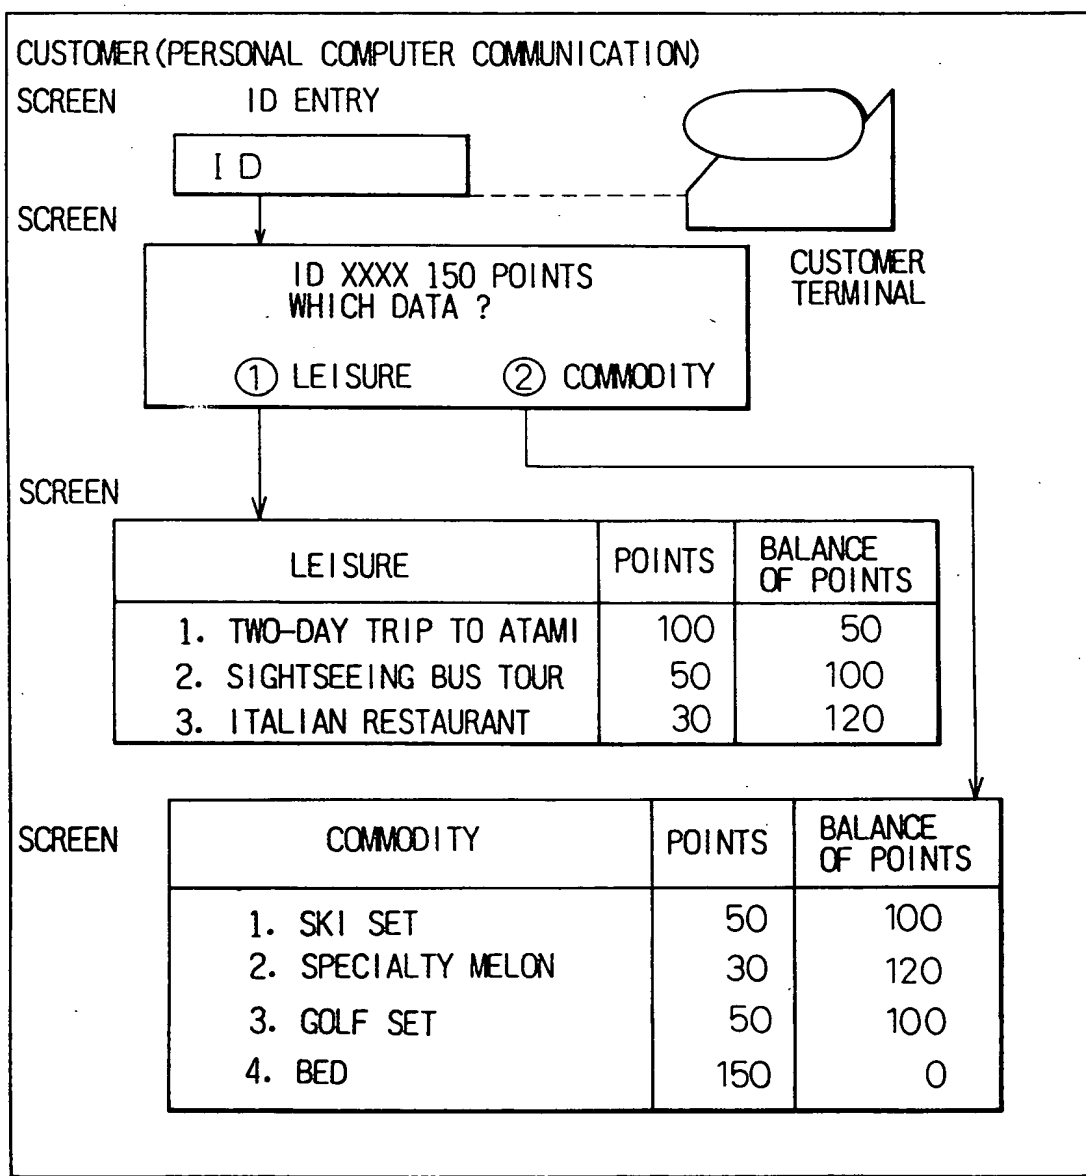 CUSTOMER(PERSONAL COMPUTER COMMUNICATION)
SCREEN ID ENTRY
ID
SCREEN
CUSTOMER
TERMINAL
ID XXXX 150 POINTS
WHICH DATA ?
① LEISURE ② COMMODITY
SCREEN
LEISURE POINTS BALANCE OF POINTS
1. TWO-DAY TRIP TO ATAMI 100 50
2. SIGHTSEEING BUS TOUR 50 100
3. ITALIAN RESTAURANT 30 120
SCREEN
COMMODITY POINTS BALANCE OF POINTS
1. SKI SET 50 100
2. SPECIALTY MELON 30 120
3. GOLF SET 50 100
4. BED 150 0